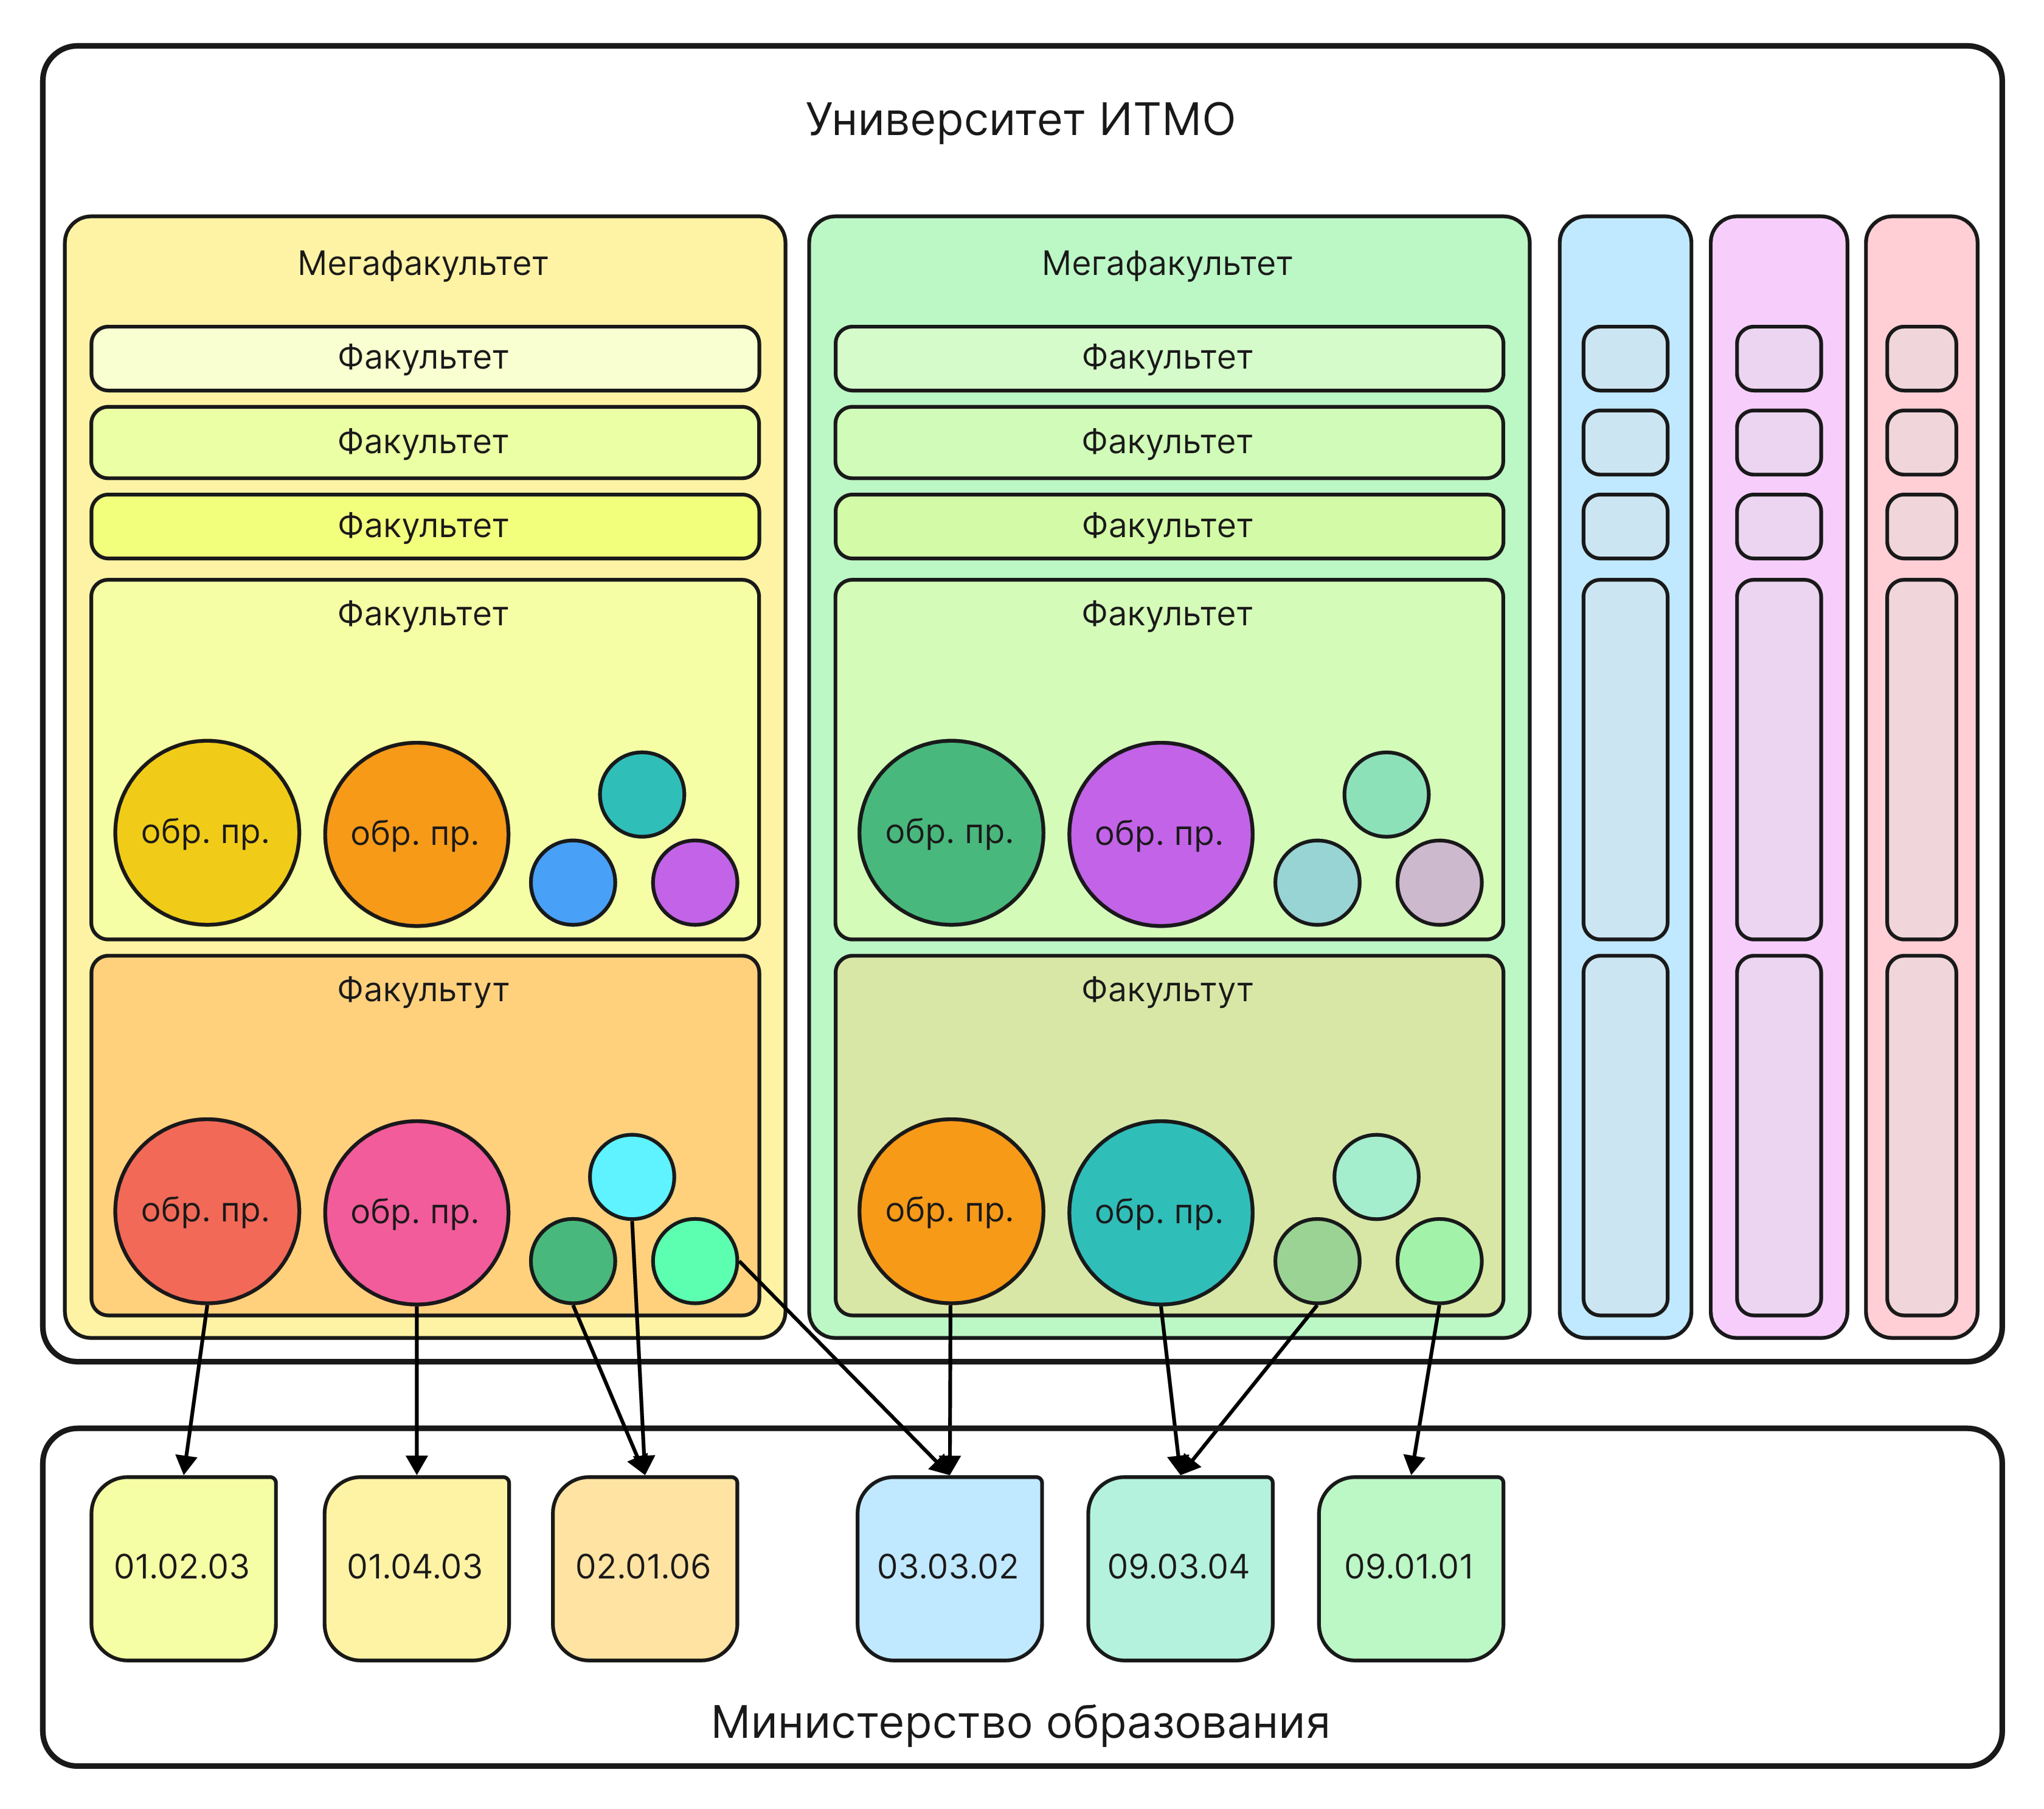 Университет ИТМО
Мегафакультет
Факультет
Факультет
Факультет
Факультет
обр. пр.
обр. пр.
Факультут
обр. пр.
обр. пр.
Мегафакультет
Факультет
Факультет
Факультет
Факультет
обр. пр.
обр. пр.
Факультут
обр. пр.
обр. пр.
01.02.03
01.04.03
02.01.06
03.03.02
09.03.04
09.01.01
Министерство образования